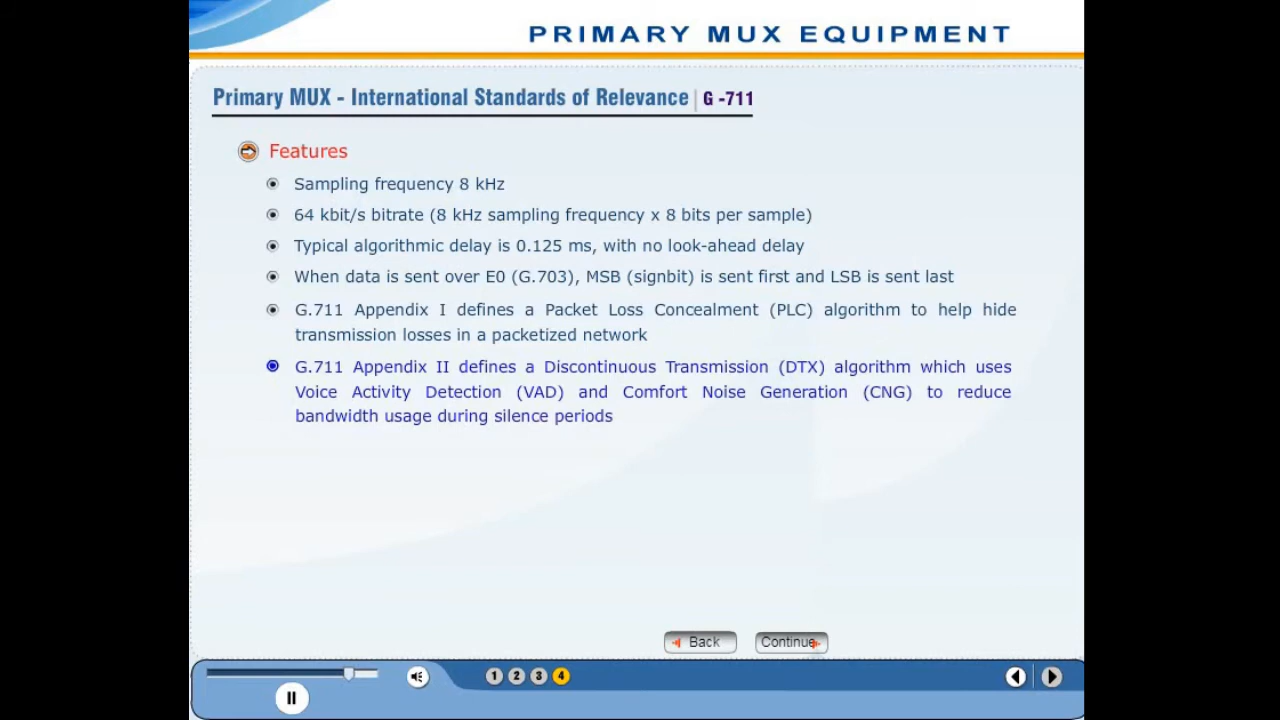 PRIMARY MUX EQUIPMENT
Primary MUX - International Standards of Relevance | G -711
Features
Sampling frequency 8 kHz
64 kbit/s bitrate (8 kHz sampling frequency x 8 bits per sample)
Typical algorithmic delay is 0.125 ms, with no look-ahead delay
When data is sent over E0 (G.703), MSB (signbit) is sent first and LSB is sent last
G.711 Appendix I defines a Packet Loss Concealment (PLC) algorithm to help hide
transmission losses in a packetized network
G.711 Appendix II defines a Discontinuous Transmission (DTX) algorithm which uses
Voice Activity Detection (VAD) and Comfort Noise Generation (CNG) to reduce
bandwidth usage during silence periods
Back Continue
1 2 3 4